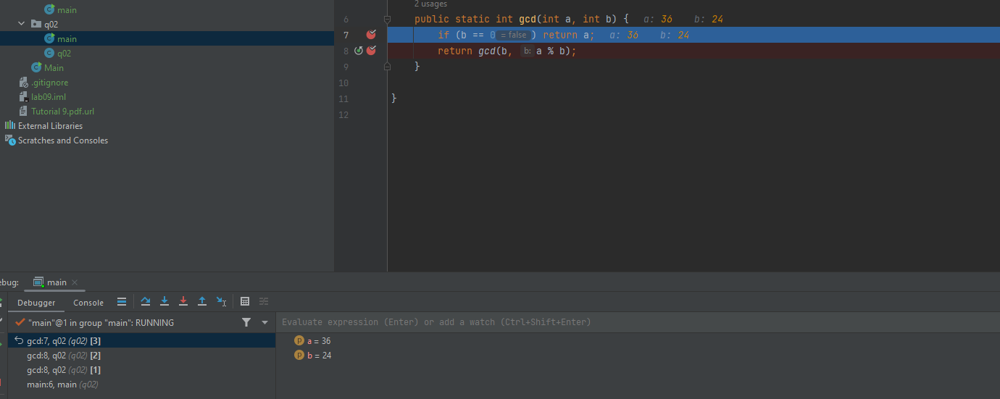 main
q02
main
q02
Main
.gitignore
lab09.iml
Tutorial 9.pdf.url
External Libraries
Scratches and Consoles
2 usages
6 public static int gcd(int a, int b) { a: 36 b: 24
7 if (b == 0 = false ) return a; a: 36 b: 24
8 return gcd(b, b: a % b);
9 }
10
11 }
12
ebug: main
Debugger Console
"main"@1 in group "main": RUNNING
gcd:7, q02 (q02) [3]
gcd:8, q02 (q02) [2]
gcd:8, q02 (q02) [1]
main:6, main (q02)
Evaluate expression (Enter) or add a watch (Ctrl+Shift+Enter)
a = 36
b = 24